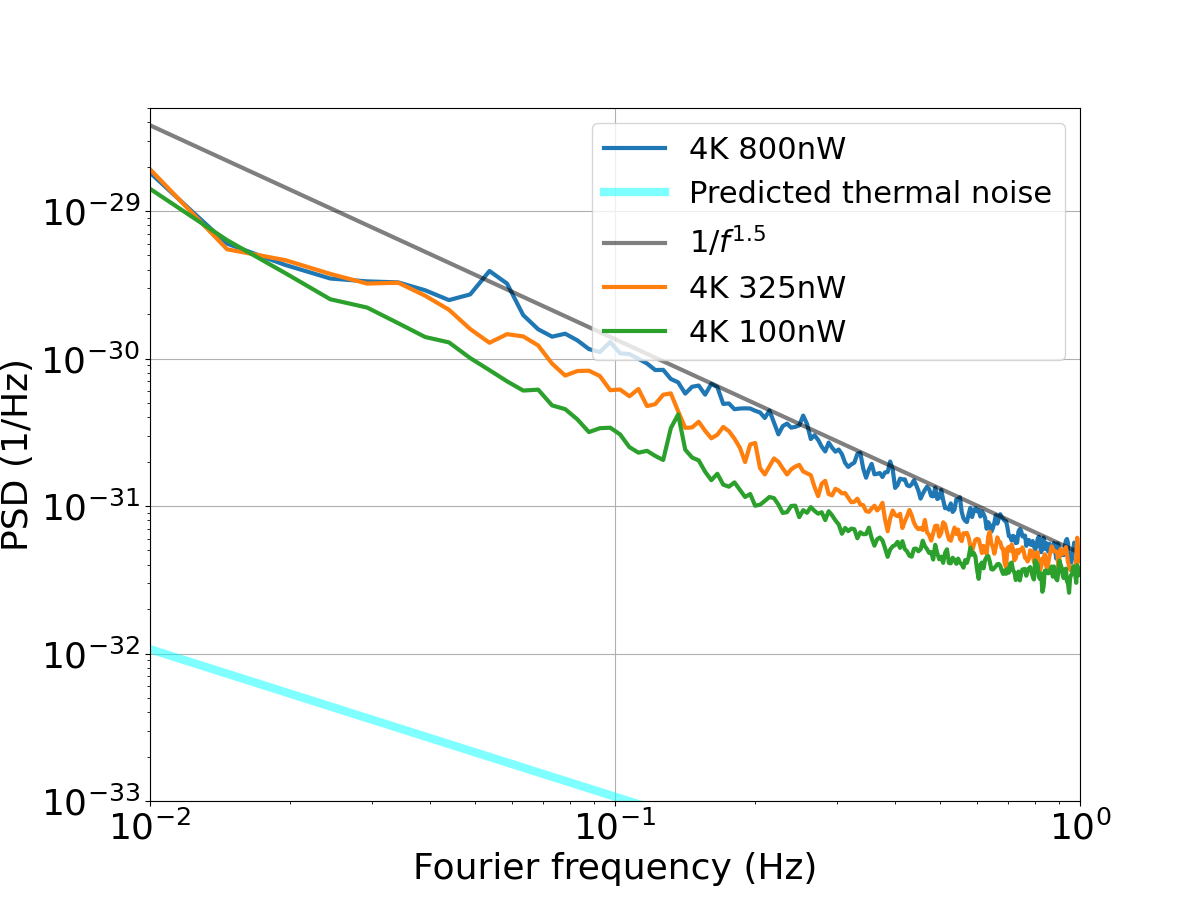 4K 800nW
Predicted thermal noise
1/f^1.5
4K 325nW
4K 100nW
PSD (1/Hz)
10^−29
10^−30
10^−31
10^−32
10^−33
10^−2 10^−1 10^0
Fourier frequency (Hz)